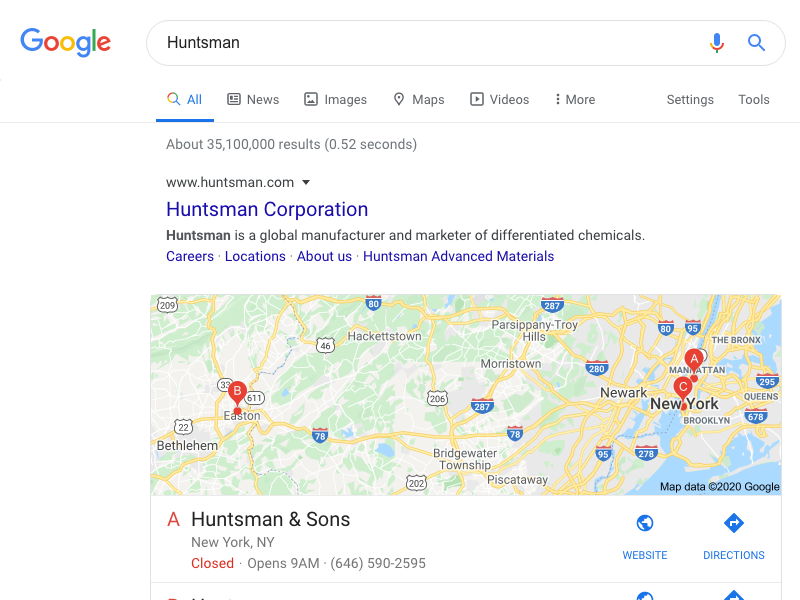 Google
Huntsman
All News Images Maps Videos More Settings Tools
About 35,100,000 results (0.52 seconds)
www.huntsman.com
Huntsman Corporation
Huntsman is a global manufacturer and marketer of differentiated chemicals.
Careers · Locations · About us · Huntsman Advanced Materials
209
80
287
Parsippany-Troy
Hills
80
95
Hackettstown
46
THE BRONX
A
Morristown
280
MANHATTAN
33
B
611
206
287
Newark
C
295
QUEENS
New York
678
Easton
22
78
78
BROOKLYN
Bethlehem
Bridgewater
Township
95
278
202
Piscataway
Map data ©2020 Google
A Huntsman & Sons
New York, NY
Closed · Opens 9AM · (646) 590-2595
WEBSITE DIRECTIONS